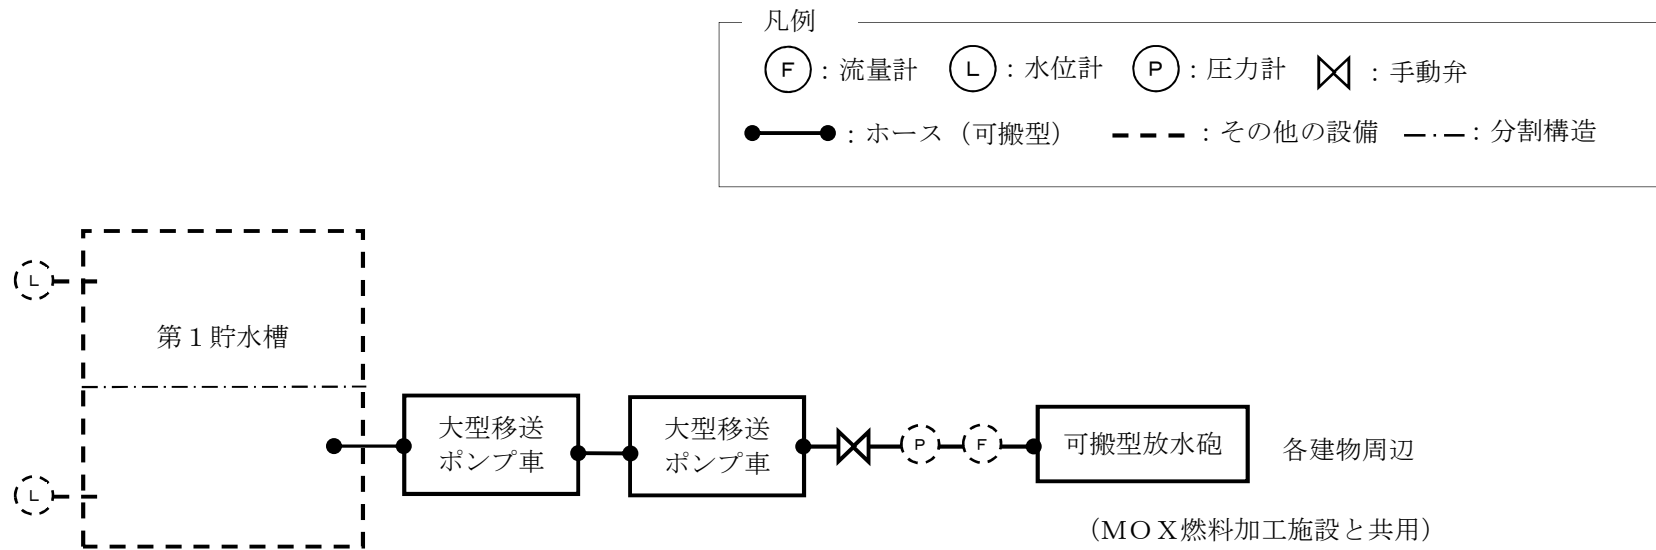 凡例
F : 流量計 L : 水位計 P : 圧力計 : 手動弁
: ホース（可搬型） : その他の設備 : 分割構造
L
第１貯水槽
大型移送
ポンプ車
大型移送
ポンプ車
P
F
可搬型放水砲
各建物周辺
L
（ＭＯＸ燃料加工施設と共用）